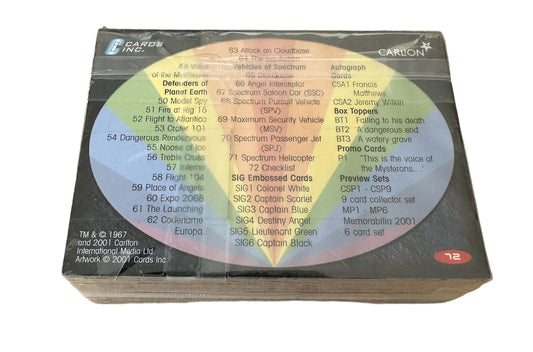 CARDS
INC.
CARLTON
49 Voice
of the Mysterons
Defenders of
Planet Earth
50 Model Spy
51 Fire at Rig 15
52 Flight to Atlantica
53 Crater 101
54 Dangerous Rendezvous
55 Noose of Ice
56 Treble Cross
57 Inferno
58 Flight 104
59 Place of Angels
60 Expo 2068
61 The Launching
62 Codename
Europa
63 Attack on Cloudbase
64 The Inquisition
Vehicles of Spectrum
65 Cloudbase
66 Angel Interceptor
67 Spectrum Saloon Car (SSC)
68 Spectrum Pursuit Vehicle
(SPV)
69 Maximum Security Vehicle
(MSV)
70 Spectrum Passenger Jet
(SPJ)
71 Spectrum Helicopter
72 Checklist
SIG Embossed Cards
SIG1 Colonel White
SIG2 Captain Scarlet
SIG3 Captain Blue
SIG4 Destiny Angel
SIG5 Lieutenant Green
SIG6 Captain Black
Autograph
Cards
CSA1 Francis
Matthews
CSA2 Jeremy Wilkin
Box Toppers
BT1 Falling to his death
BT2 A dangerous end
BT3 A watery grave
Promo Cards
P1 "This is the voice of
the Mysterons...
Preview Sets
CSP1 - CSP9
9 card collector set
MP1 - MP6
Memorabilia 2001
6 card set
TM & © 1967
and 2001 Carlton
International Media Ltd.
Artwork © 2001 Cards Inc.
72